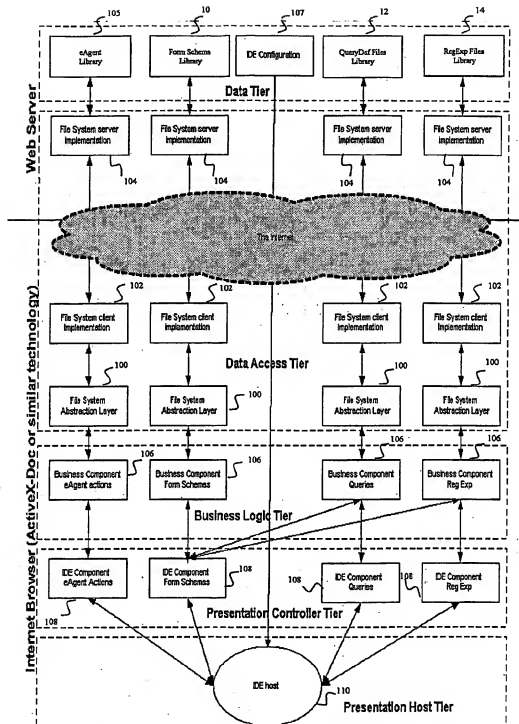 105
10
107
12
14
eAgent
Library
Form Schema
Library
IDE Configuration
QueryDef Files
Library
RegExp Files
Library
Data Tier
Web Server
File System server
Implementation
File System server
Implementation
File System server
Implementation
File System server
Implementation
104
104
104
104
The Internet
102
102
102
102
File System client
Implementation
File System client
Implementation
File System client
Implementation
File System client
Implementation
Data Access Tier
100
100
100
100
File System
Abstraction Layer
File System
Abstraction Layer
File System
Abstraction Layer
File System
Abstraction Layer
Internet Browser (ActiveX-Doc or similar technology)
106
106
106
106
Business Component
eAgent actions
Business Component
Form Schemas
Business Component
Queries
Business Component
Reg Exp
Business Logic Tier
IDE Component
eAgent Actions
IDE Component
Form Schemas
IDE Component
Queries
IDE Component
Reg Exp
108
108
108
108
Presentation Controller Tier
IDE host
110
Presentation Host Tier